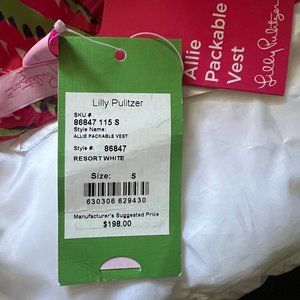 Lilly Pulitzer
SKU #
86847 115 S
Style Name:
ALLIE PACKABLE VEST
Style #: 86847
RESORT WHITE
Size: S
630306 629430
Manufacturer's Suggested Price
$198.00
Allie
Packable
Vest
Lilly Pulitzer